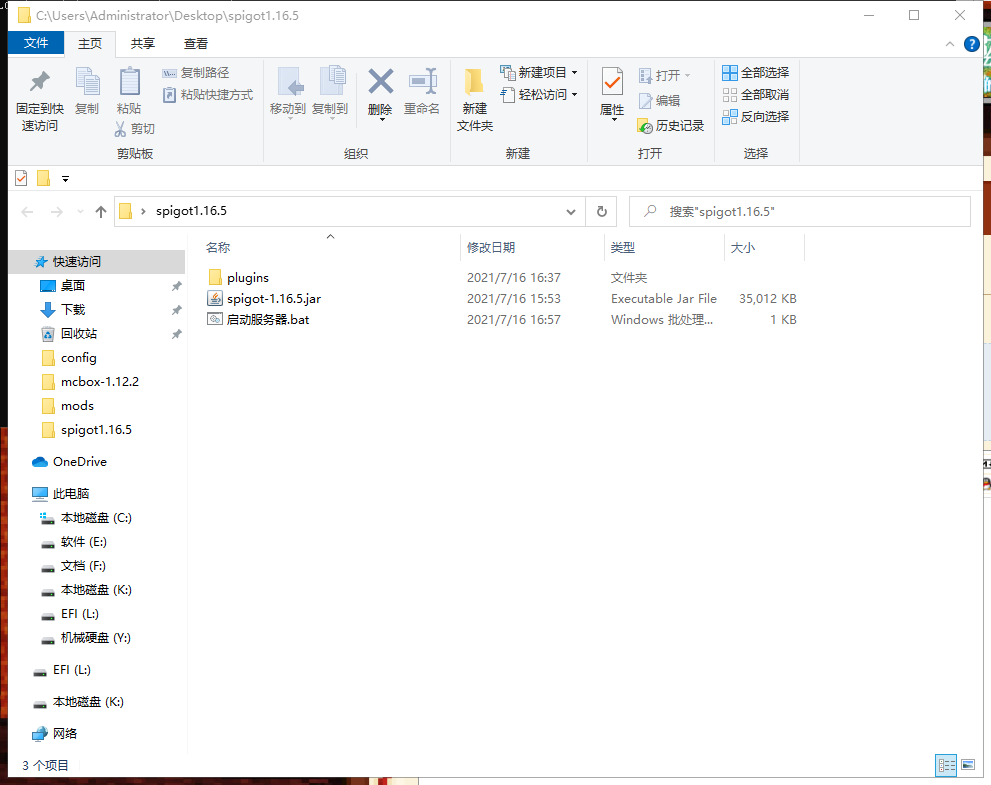 C:\Users\Administrator\Desktop\spigot1.16.5
文件 主页 共享 查看
固定到快速访问
复制
粘贴
复制路径
粘贴快捷方式
剪切
剪贴板
移动到
复制到
删除
重命名
组织
新建文件夹
新建项目
轻松访问
新建
属性
打开
编辑
历史记录
打开
全部选择
全部取消
反向选择
选择
spigot1.16.5
搜索"spigot1.16.5"
名称 修改日期 类型 大小
plugins 2021/7/16 16:37 文件夹
spigot-1.16.5.jar 2021/7/16 15:53 Executable Jar File 35,012 KB
启动服务器.bat 2021/7/16 16:57 Windows 批处理... 1 KB
快速访问
桌面
下载
回收站
config
mcbox-1.12.2
mods
spigot1.16.5
OneDrive
此电脑
本地磁盘 (C:)
软件 (E:)
文档 (F:)
本地磁盘 (K:)
EFI (L:)
机械硬盘 (Y:)
EFI (L:)
本地磁盘 (K:)
网络
3 个项目